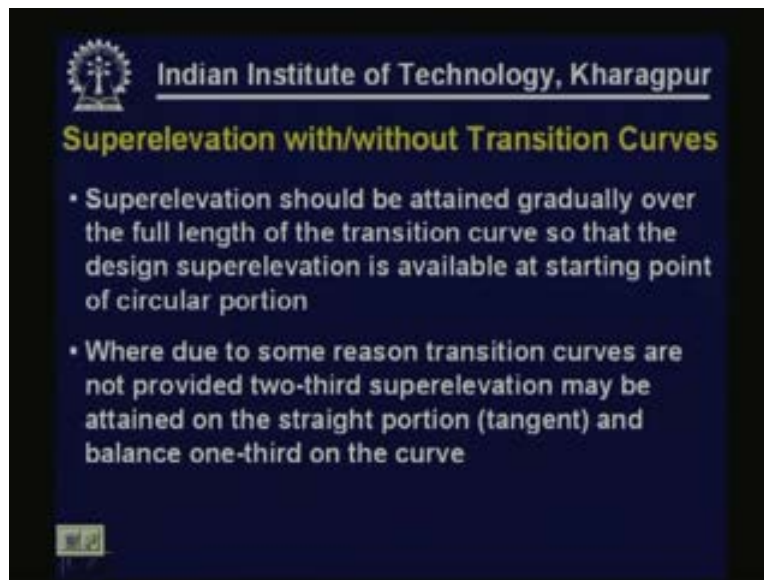 Indian Institute of Technology, Kharagpur
Superelevation with/without Transition Curves
• Superelevation should be attained gradually over
the full length of the transition curve so that the
design superelevation is available at starting point
of circular portion
• Where due to some reason transition curves are
not provided two-third superelevation may be
attained on the straight portion (tangent) and
balance one-third on the curve